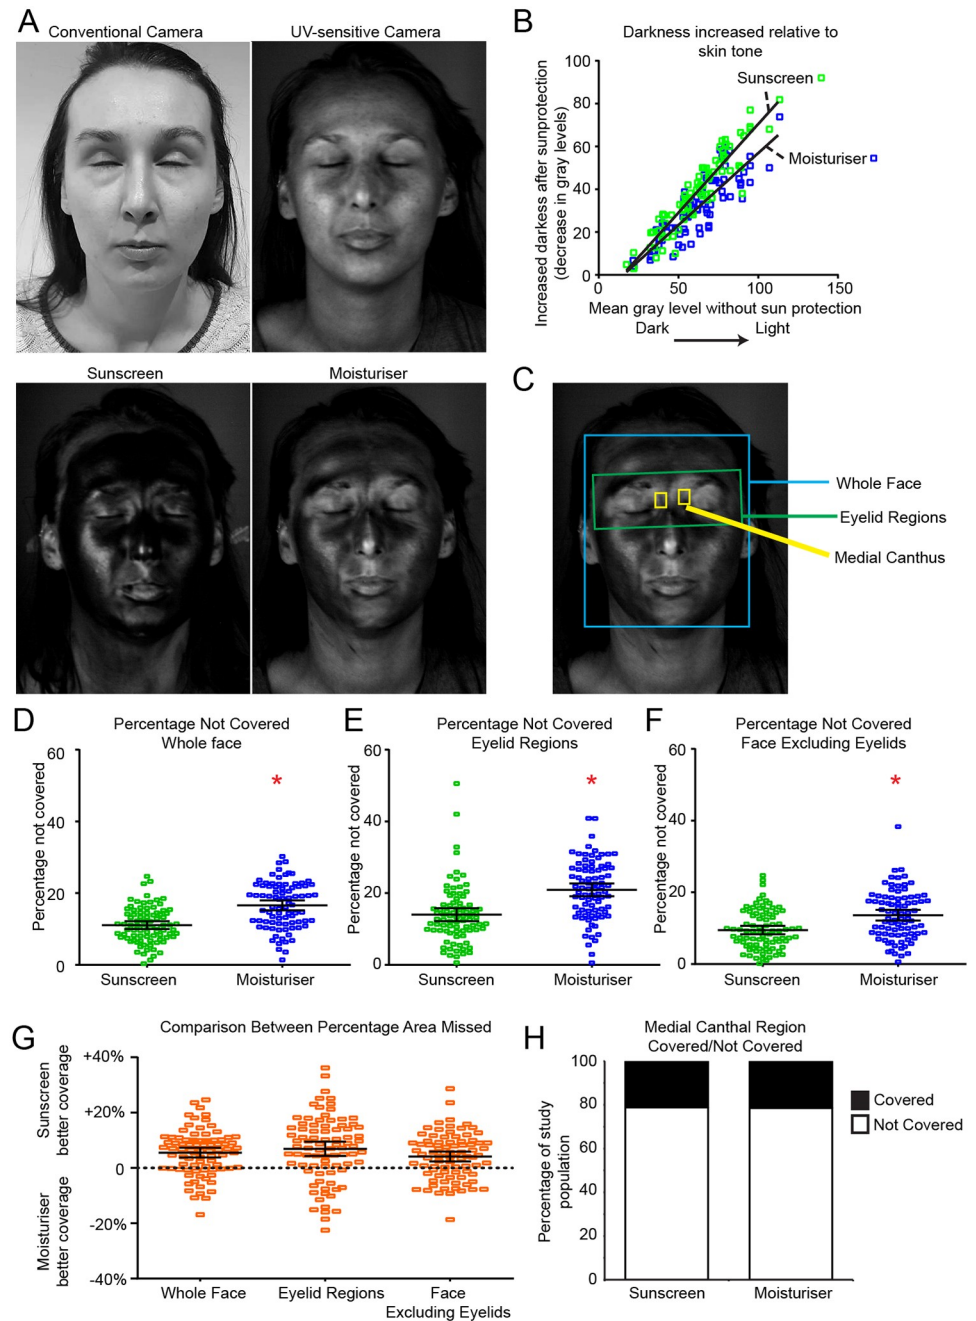 A
Conventional Camera
UV-sensitive Camera
Sunscreen
Moisturiser
B
Darkness increased relative to
skin tone
Increased darkness after sunprotection
(decrease in gray levels)
100
80
60
40
20
0
Sunscreen
Moisturiser
0
50
100
150
Mean gray level without sun protection
Dark
Light
C
Whole Face
Eyelid Regions
Medial Canthus
D
Percentage Not Covered
Whole face
Percentage not covered
60
40
20
0
Sunscreen
Moisturiser
*
E
Percentage Not Covered
Eyelid Regions
Percentage not covered
60
40
20
0
Sunscreen
Moisturiser
*
F
Percentage Not Covered
Face Excluding Eyelids
Percentage not covered
60
40
20
0
Sunscreen
Moisturiser
*
G
Comparison Between Percentage Area Missed
Sunscreen
better coverage
Moisturiser
better coverage
+40%
+20%
0
-20%
-40%
Whole Face
Eyelid Regions
Face
Excluding Eyelids
H
Medial Canthal Region
Covered/Not Covered
Percentage of study
population
100
80
60
40
20
0
Sunscreen
Moisturiser
Covered
Not Covered